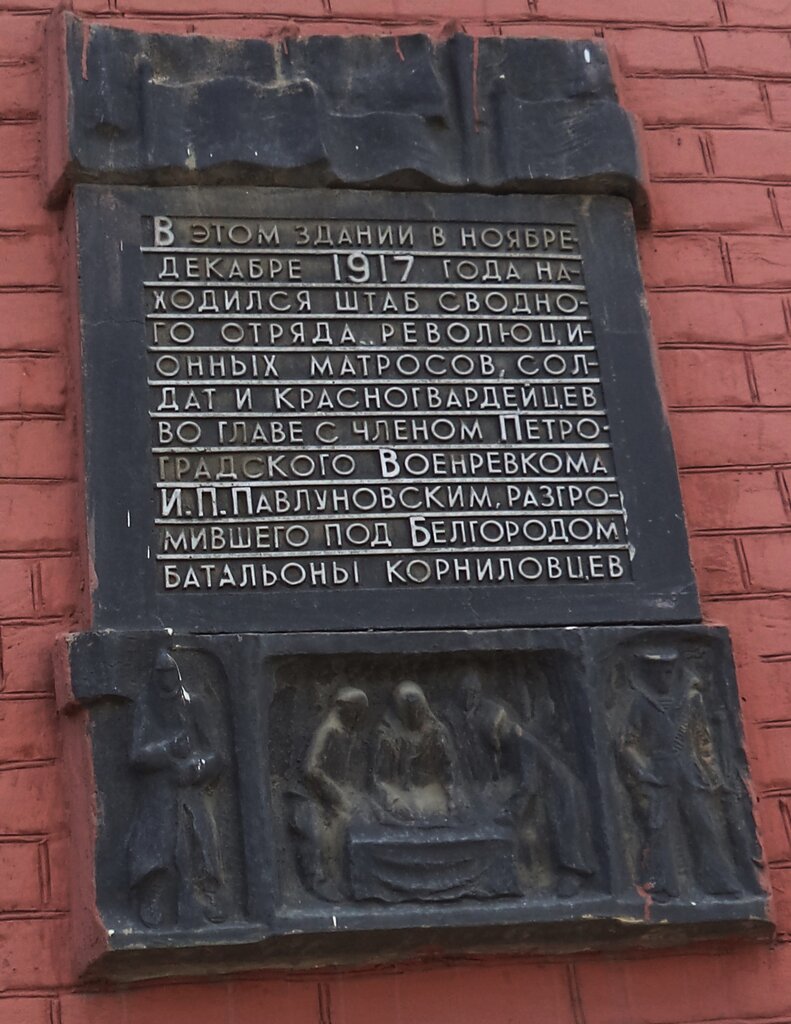 В ЭТОМ ЗДАНИИ В НОЯБРЕ-
ДЕКАБРЕ 1917 ГОДА НА-
ХОДИЛСЯ ШТАБ СВОДНО-
ГО ОТРЯДА РЕВОЛЮЦИ-
ОННЫХ МАТРОСОВ, СОЛ-
ДАТ И КРАСНОГВАРДЕЙЦЕВ
ВО ГЛАВЕ С ЧЛЕНОМ ПЕТРО-
ГРАДСКОГО ВОЕНРЕВКОМА
И.П.ПАВЛУНОВСКИМ, РАЗГРО-
МИВШЕГО ПОД БЕЛГОРОДОМ
БАТАЛЬОНЫ КОРНИЛОВЦЕВ